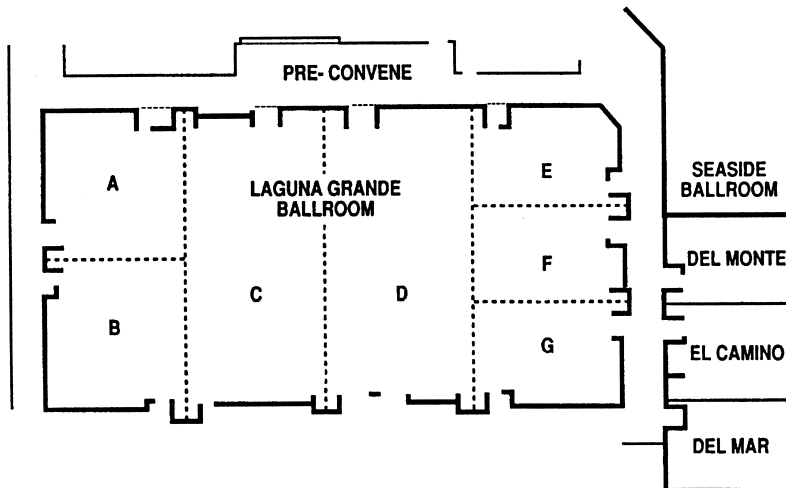 PRE- CONVENE
A
E
LAGUNA GRANDE
BALLROOM
SEASIDE
BALLROOM
F
DEL MONTE
C
D
B
G
EL CAMINO
DEL MAR